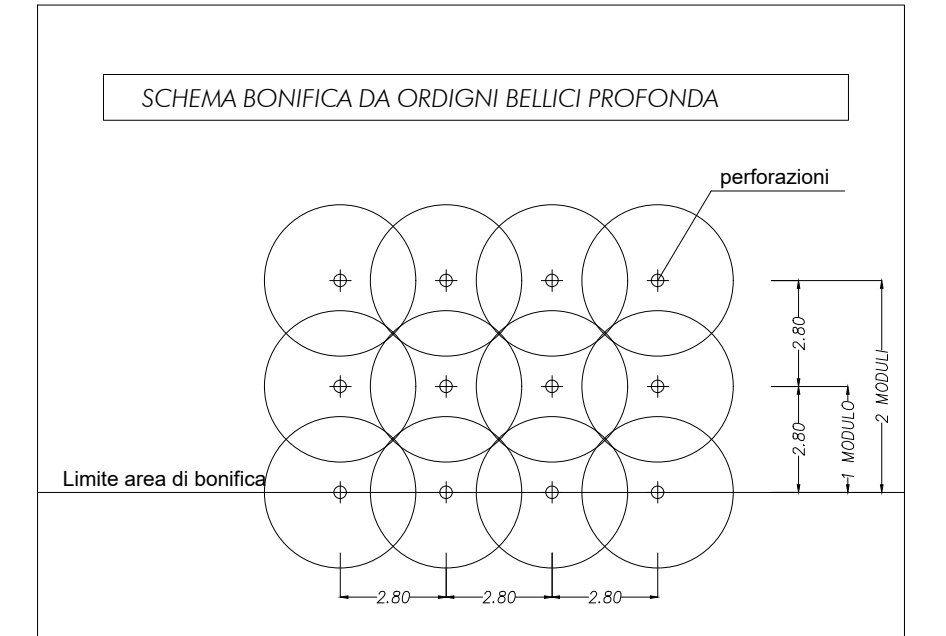 SCHEMA BONIFICA DA ORDIGNI BELLICI PROFONDA
perforazioni
2.80
2.80
1 MODULO
2 MODULI
Limite area di bonifica
2.80
2.80
2.80